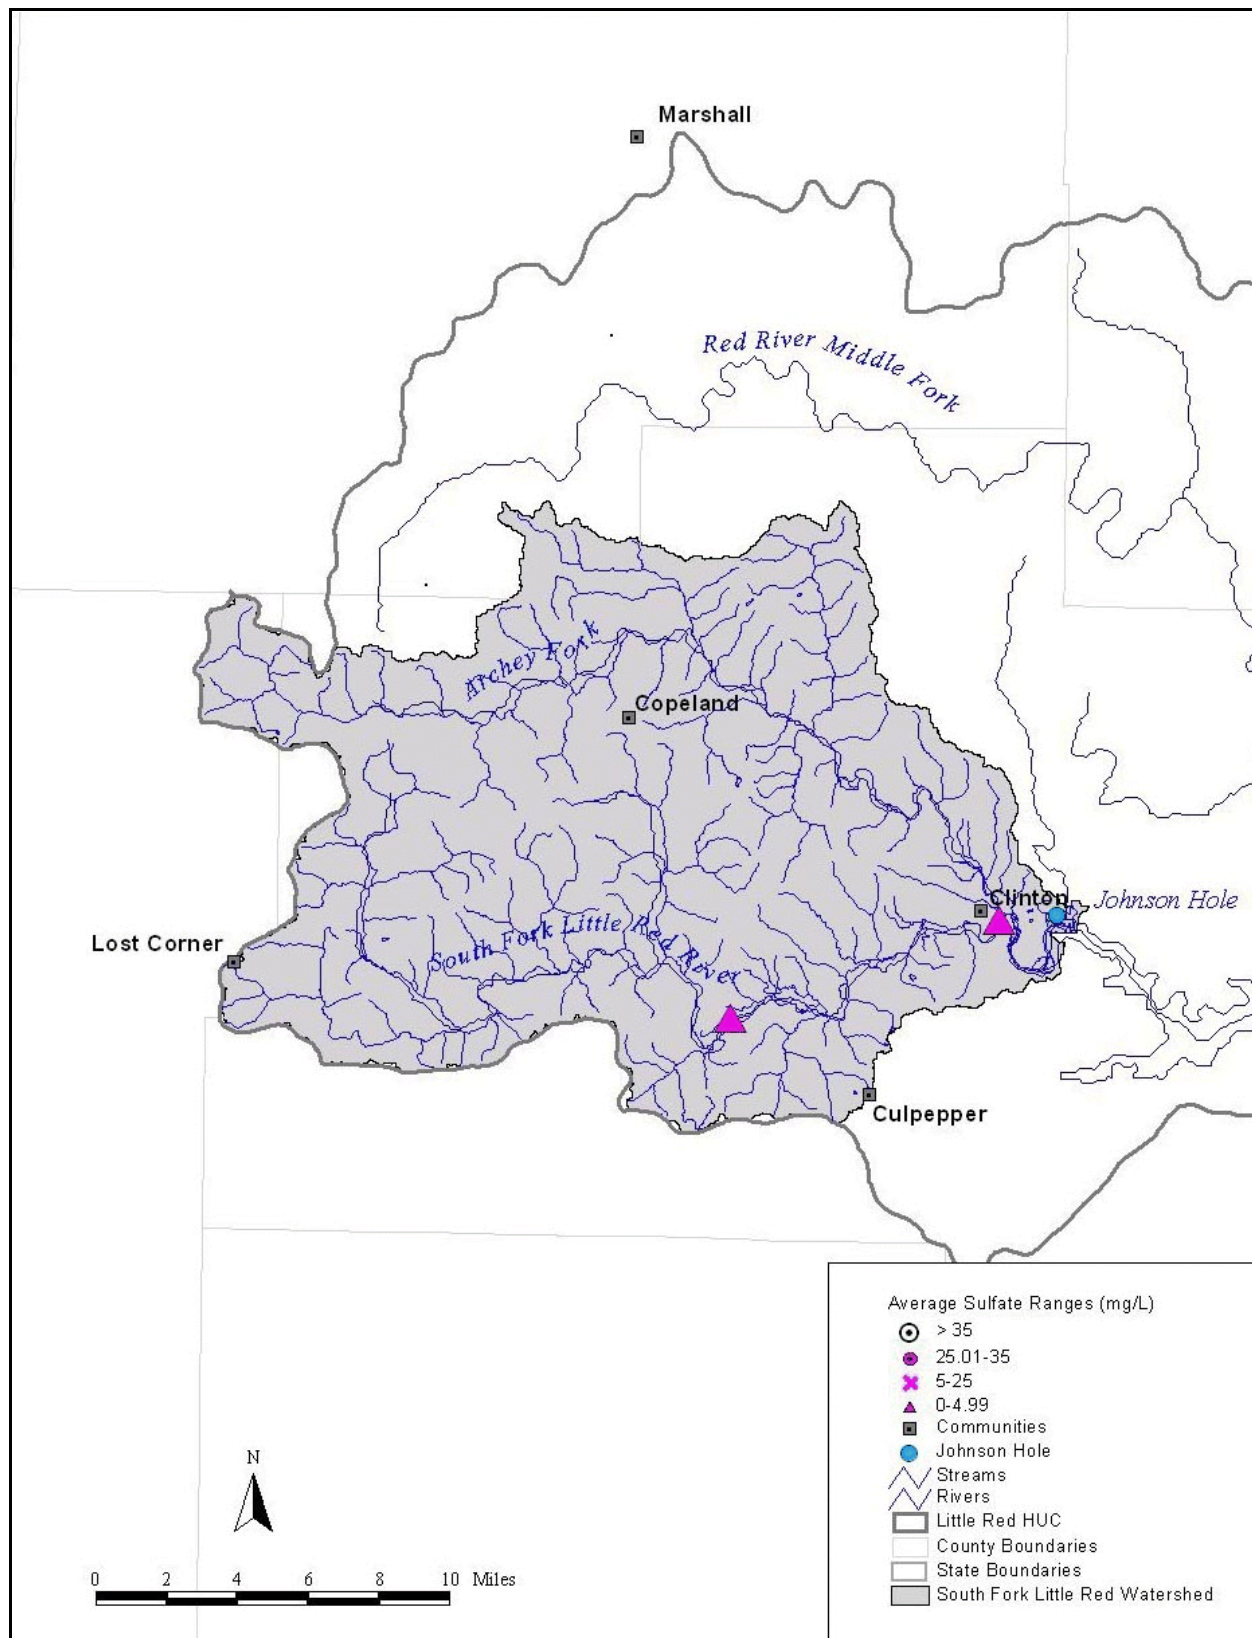 Marshall
Red River Middle Fork
Archey Fork
Copeland
Clinton
Johnson Hole
Lost Corner
South Fork Little Red River
Culpepper
Average Sulfate Ranges (mg/L)
> 35
25.01-35
5-25
0-4.99
Communities
Johnson Hole
Streams
Rivers
Little Red HUC
County Boundaries
State Boundaries
South Fork Little Red Watershed
N
0 2 4 6 8 10 Miles